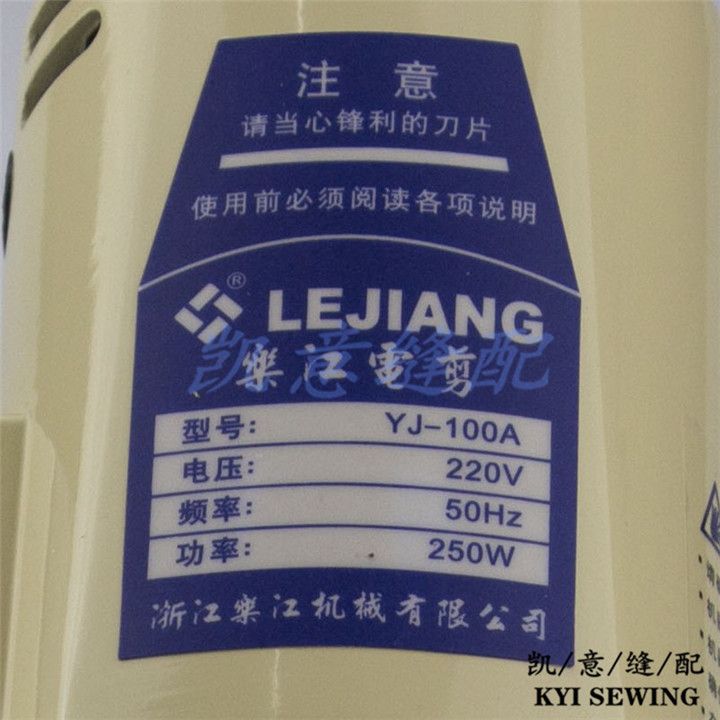 注意
请当心锋利的刀片
使用前必须阅读各项说明
® LEJIANG
凯意缝配
樂江電剪
型号: YJ-100A
电压: 220V
频率: 50Hz
功率: 250W
浙江樂江机械有限公司
凯/意/缝/配
KYI SEWING